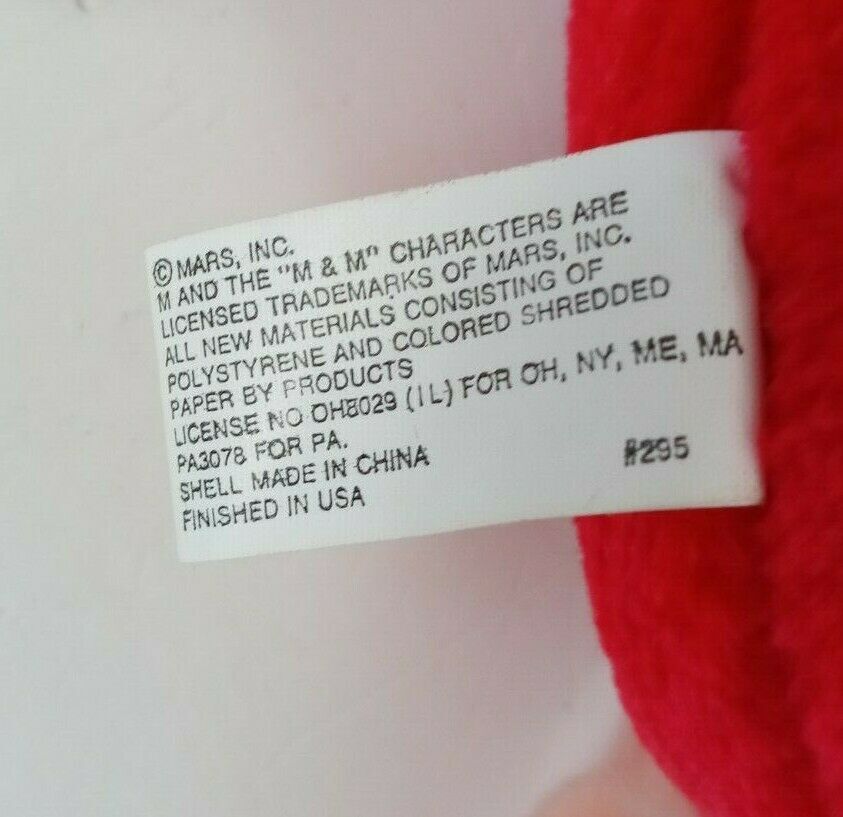 © MARS, INC.
M AND THE "M & M" CHARACTERS ARE
LICENSED TRADEMARKS OF MARS, INC.
ALL NEW MATERIALS CONSISTING OF
POLYSTYRENE AND COLORED SHREDDED
PAPER BY PRODUCTS
LICENSE NO OH8029 (IL) FOR OH, NY, ME, MA
PA3078 FOR PA.
SHELL MADE IN CHINA
FINISHED IN USA
#295